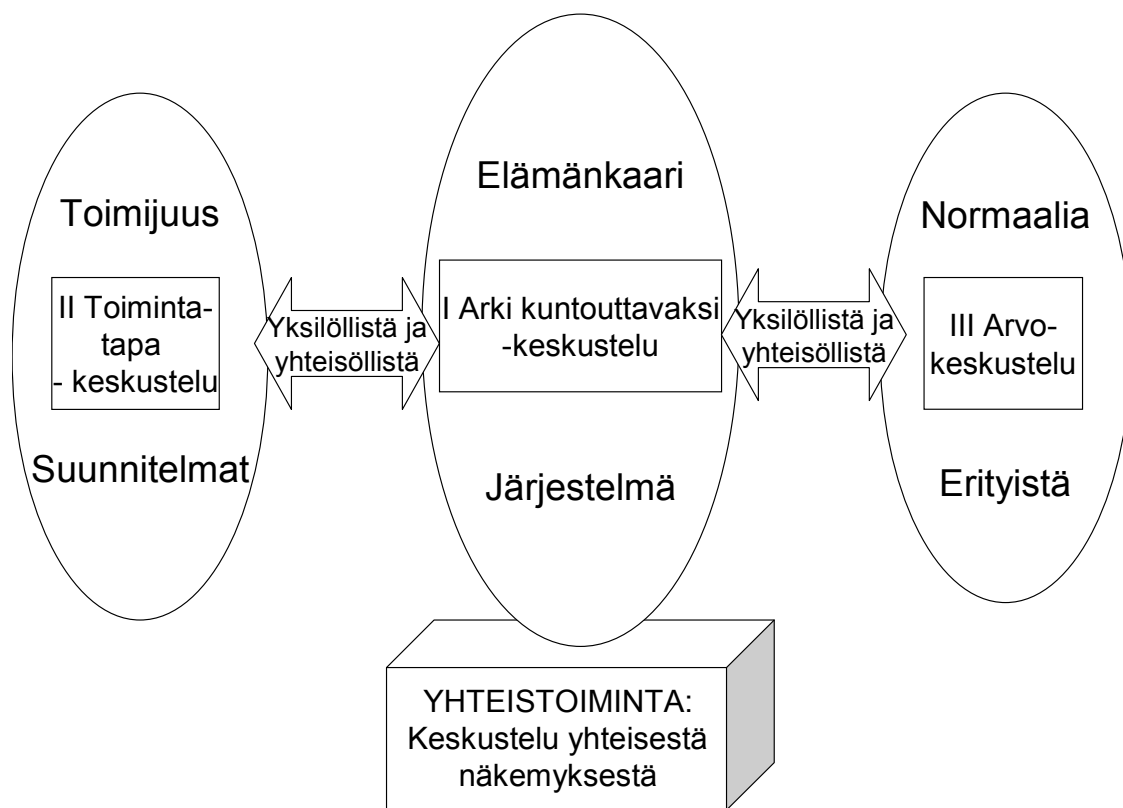 Toimijuus
II Toiminta-
tapa
- keskustelu
Suunnitelmat
Yksilöllistä ja
yhteisöllistä
Elämänkaari
I Arki kuntouttavaksi
-keskustelu
Järjestelmä
Yksilöllistä ja
yhteisöllistä
Normaalia
III Arvo-
keskustelu
Erityistä
YHTEISTOIMINTA:
Keskustelu yhteisestä
näkemyksestä